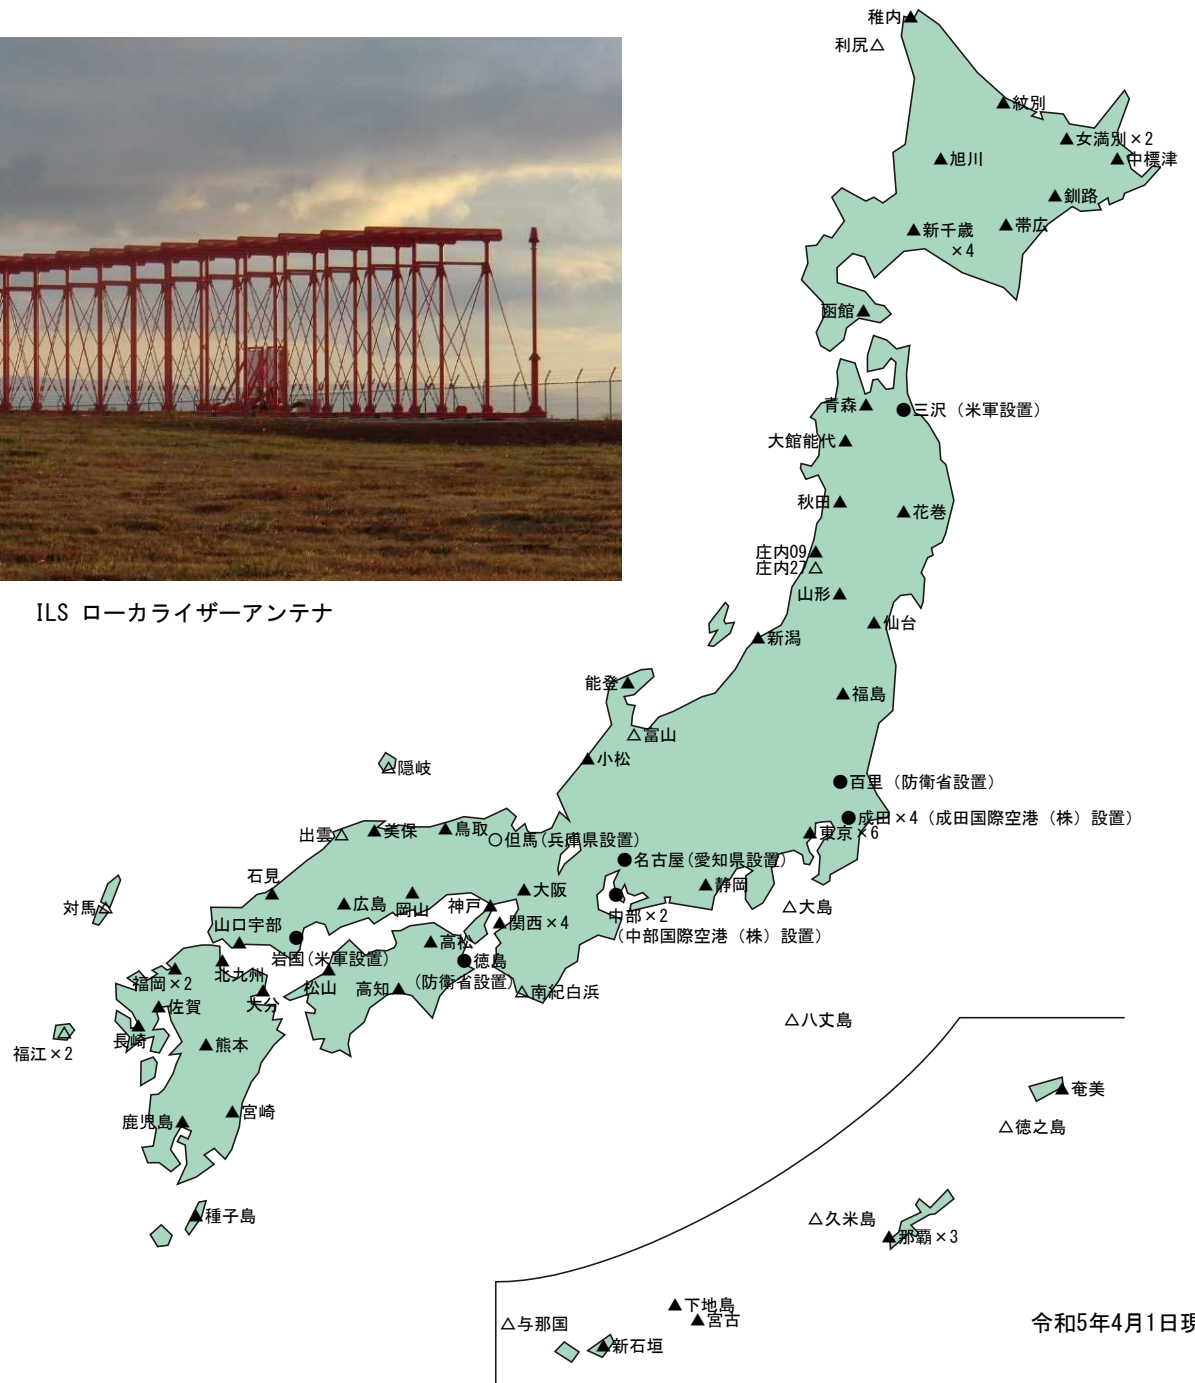 稚内▲
利尻△
▲紋別
▲女満別×2
▲中標津
▲旭川
▲釧路
▲新千歳
×4
▲帯広
函館▲
青森▲
●三沢（米軍設置）
大館能代▲
秋田▲
▲花巻
庄内09▲
庄内27△
山形▲
ILS ローカライザーアンテナ
▲仙台
▲新潟
能登▲
▲福島
△富山
▲小松
△隠岐
●百里（防衛省設置）
●成田×4（成田国際空港（株）設置）
▲東京×6
出雲△
▲美保
▲鳥取
○但馬(兵庫県設置)
●名古屋(愛知県設置)
石見
▲
▲静岡
▲大阪
▲
岡山
▲広島
神戸▲
●
中部×2
（中部国際空港（株）設置）
対馬△
△大島
▲関西×4
山口宇部
▲
●
岩国(米軍設置)
▲高松
●徳島
（防衛省設置）
▲
北九州
▲
福岡×2
▲
松山
高知▲
▲
大分
△南紀白浜
▲佐賀
△八丈島
▲
長崎
△
福江×2
▲熊本
▲奄美
▲宮崎
鹿児島▲
△徳之島
▲種子島
△久米島
▲那覇×3
▲下地島
▲宮古
△与那国
▲新石垣
令和5年4月1日現